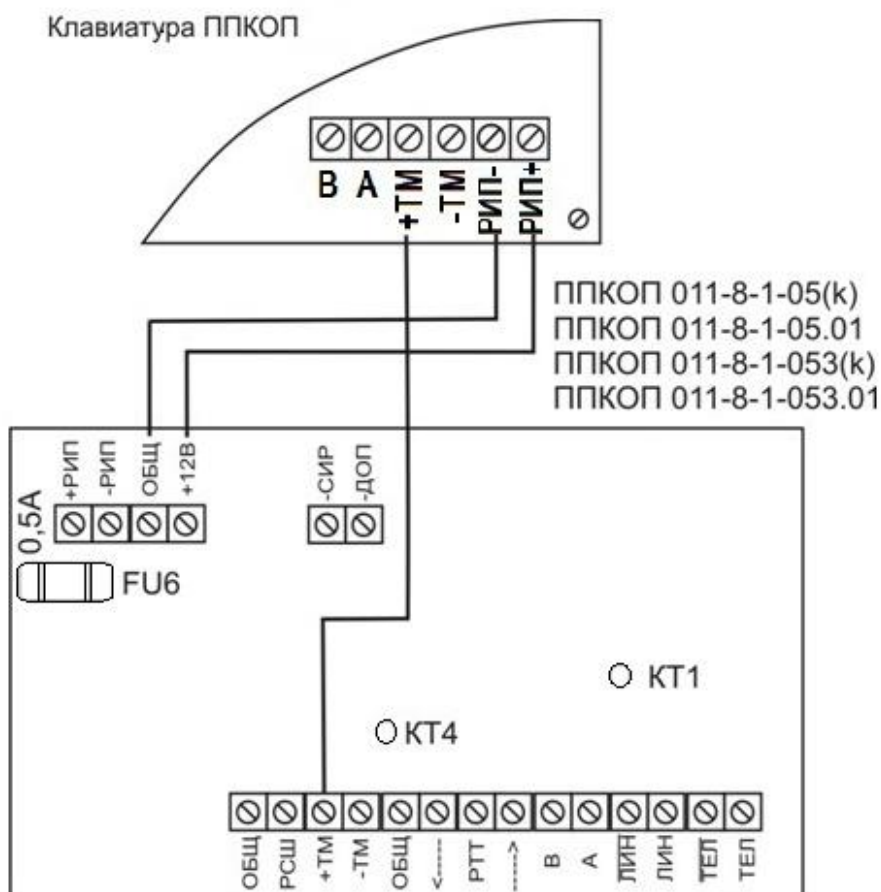 Клавиатура ППКОП
В А +ТМ -ТМ РИП- РИП+
ППКОП 011-8-1-05(k)
ППКОП 011-8-1-05.01
ППКОП 011-8-1-053(k)
ППКОП 011-8-1-053.01
+РИП -РИП ОБЩ +12В
-СИР -ДОП
0,5А
FU6
КТ1
КТ4
ОБЩ РСШ +ТМ -ТМ ОБЩ <----- РТТ -----> В А ЛИН ЛИН ТЕЛ ТЕЛ